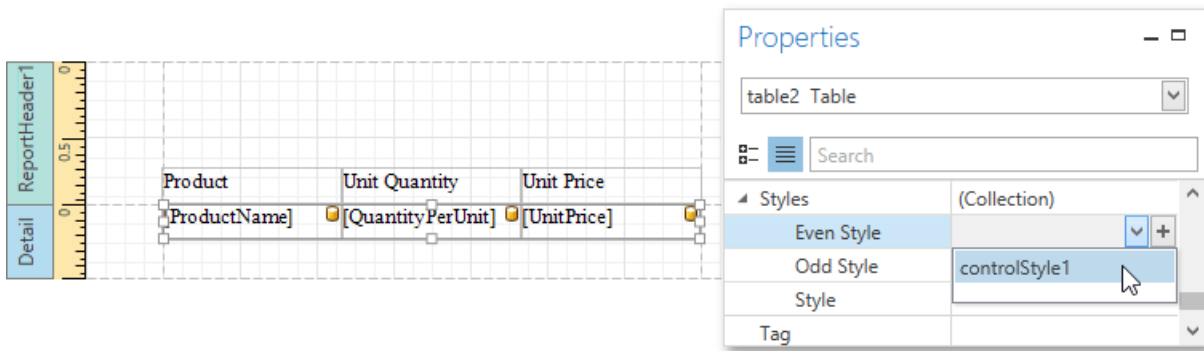 ReportHeader1
0
0.5
Product Unit Quantity Unit Price
Detail
0
[ProductName] [QuantityPerUnit] [UnitPrice]
Properties
table2 Table
Search
Styles (Collection)
Even Style
Odd Style controlStyle1
Style
Tag